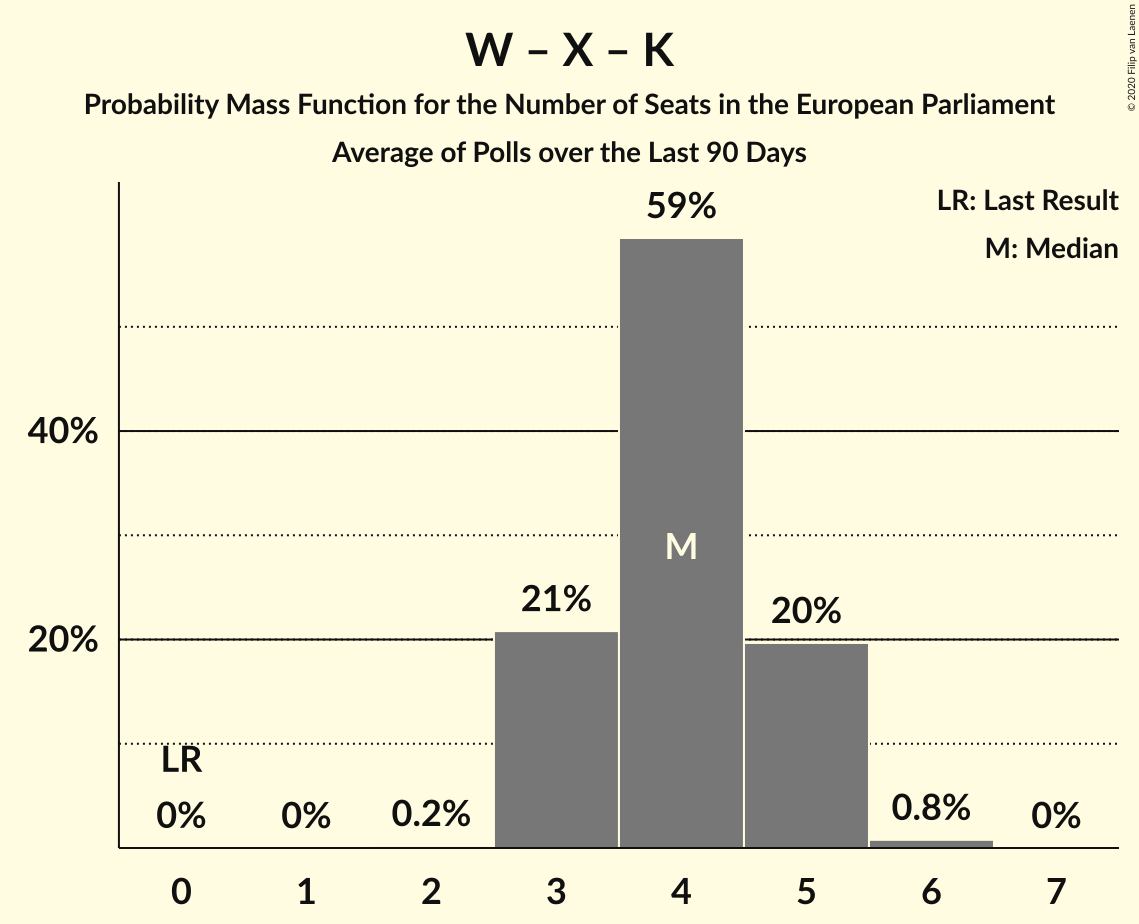 W – X – K
Probability Mass Function for the Number of Seats in the European Parliament
Average of Polls over the Last 90 Days
© 2020 Filip van Laenen
LR: Last Result
M: Median
59%
40%
M
21%
20%
20%
LR
0%
0%
0.2%
0.8%
0%
0 1 2 3 4 5 6 7